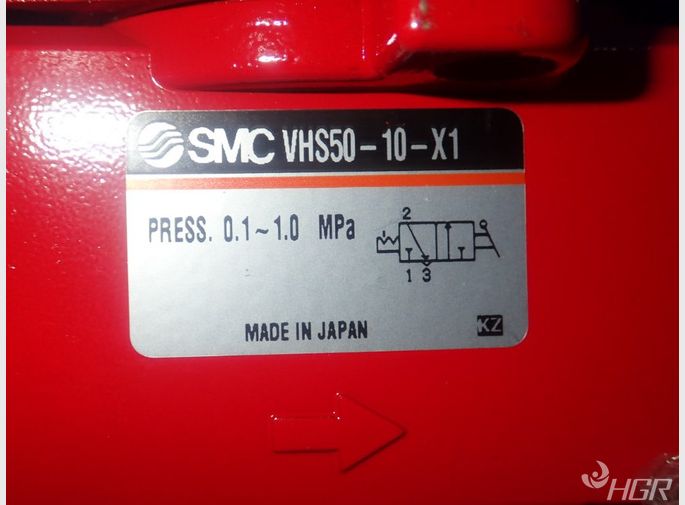 SMC VHS50-10-X1
PRESS. 0.1~1.0 MPa
2
1 3
MADE IN JAPAN
KZ
HGR